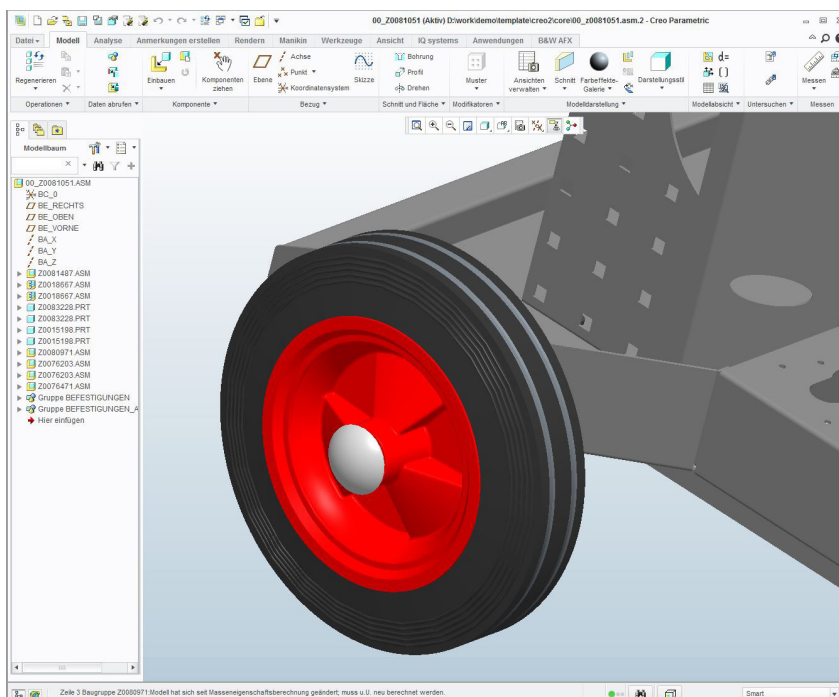 00_Z0081051 (Aktiv) D:\work\demo\template\creo2\core\00_z0081051.asm.2 - Creo Parametric
Datei Modell Analyse Anmerkungen erstellen Rendern Manikin Werkzeuge Ansicht IQ systems Anwendungen B&W AFX
Regenerieren
Einbauen
Komponenten ziehen
Ebene
Achse
Punkt
Koordinatensystem
Skizze
Bohrung
Profil
Drehen
Muster
Ansichten verwalten
Schnitt
Farbeffekte-Galerie
Darstellungsstil
d=
Messen
Operationen Daten abrufen Komponente Bezug Schnitt und Fläche Modifikatoren Modelldarstellung Modellabsicht Untersuchen Messen
Modellbaum
00_Z0081051.ASM
BC_0
BE_RECHTS
BE_OBEN
BE_VORNE
BA_X
BA_Y
BA_Z
Z0081487.ASM
Z0018667.ASM
Z0018667.ASM
Z0083228.PRT
Z0083228.PRT
Z0015198.PRT
Z0015198.PRT
Z0080971.ASM
Z0076203.ASM
Z0076203.ASM
Z0076471.ASM
Gruppe BEFESTIGUNGEN
Gruppe BEFESTIGUNGEN_A
Hier einfügen
Zeile 3 Baugruppe Z0080971:Modell hat sich seit Masseneigenschaftsberechnung geändert; muss u.U. neu berechnet werden.
Smart